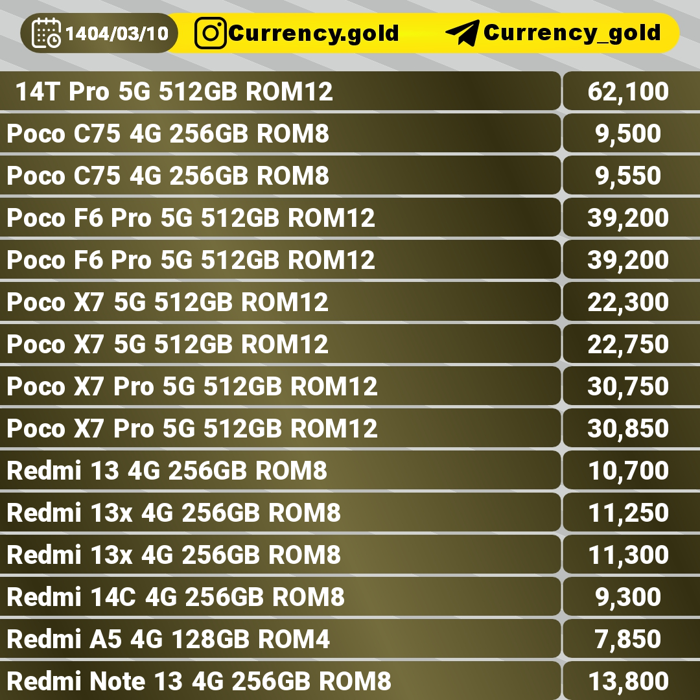 1404/03/10 Currency.gold Currency_gold
14T Pro 5G 512GB ROM12 62,100
Poco C75 4G 256GB ROM8 9,500
Poco C75 4G 256GB ROM8 9,550
Poco F6 Pro 5G 512GB ROM12 39,200
Poco F6 Pro 5G 512GB ROM12 39,200
Poco X7 5G 512GB ROM12 22,300
Poco X7 5G 512GB ROM12 22,750
Poco X7 Pro 5G 512GB ROM12 30,750
Poco X7 Pro 5G 512GB ROM12 30,850
Redmi 13 4G 256GB ROM8 10,700
Redmi 13x 4G 256GB ROM8 11,250
Redmi 13x 4G 256GB ROM8 11,300
Redmi 14C 4G 256GB ROM8 9,300
Redmi A5 4G 128GB ROM4 7,850
Redmi Note 13 4G 256GB ROM8 13,800